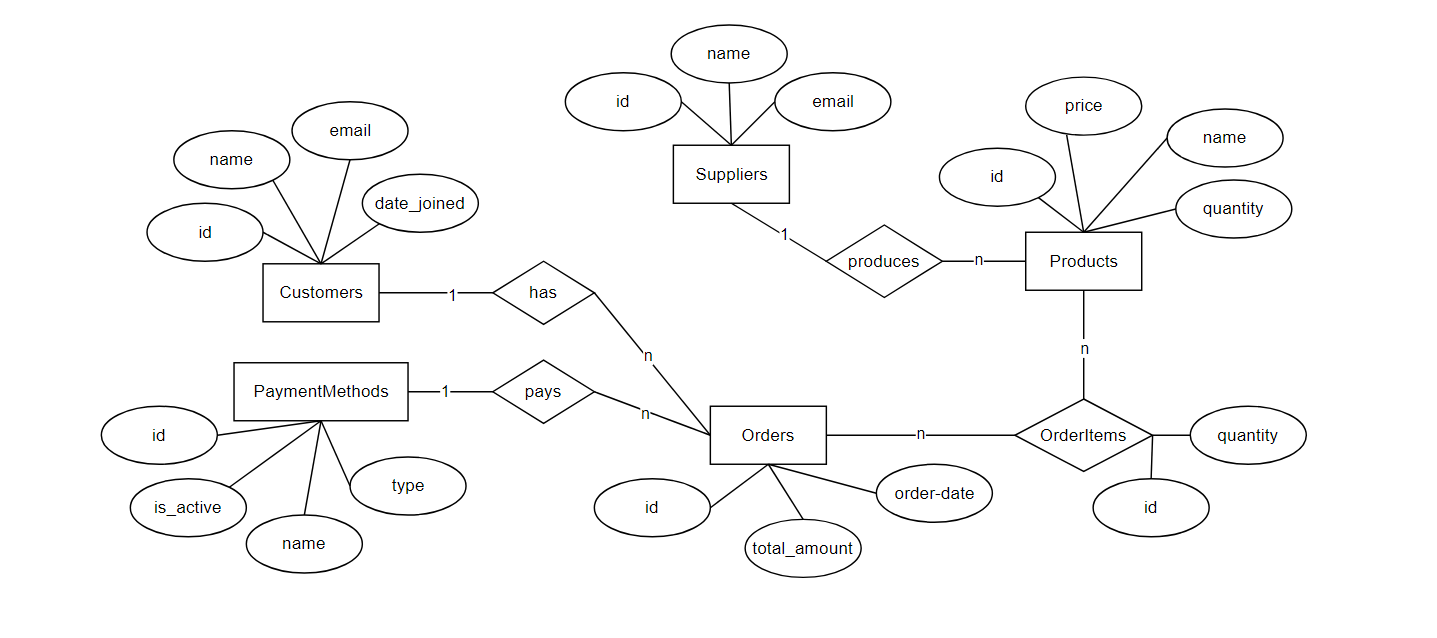 name
id
email
Suppliers
price
name
id
quantity
Products
email
name
date_joined
id
Customers
1
produces
n
1
has
n
n
PaymentMethods
1
pays
n
id
is_active
name
type
Orders
n
OrderItems
quantity
id
id
total_amount
order-date